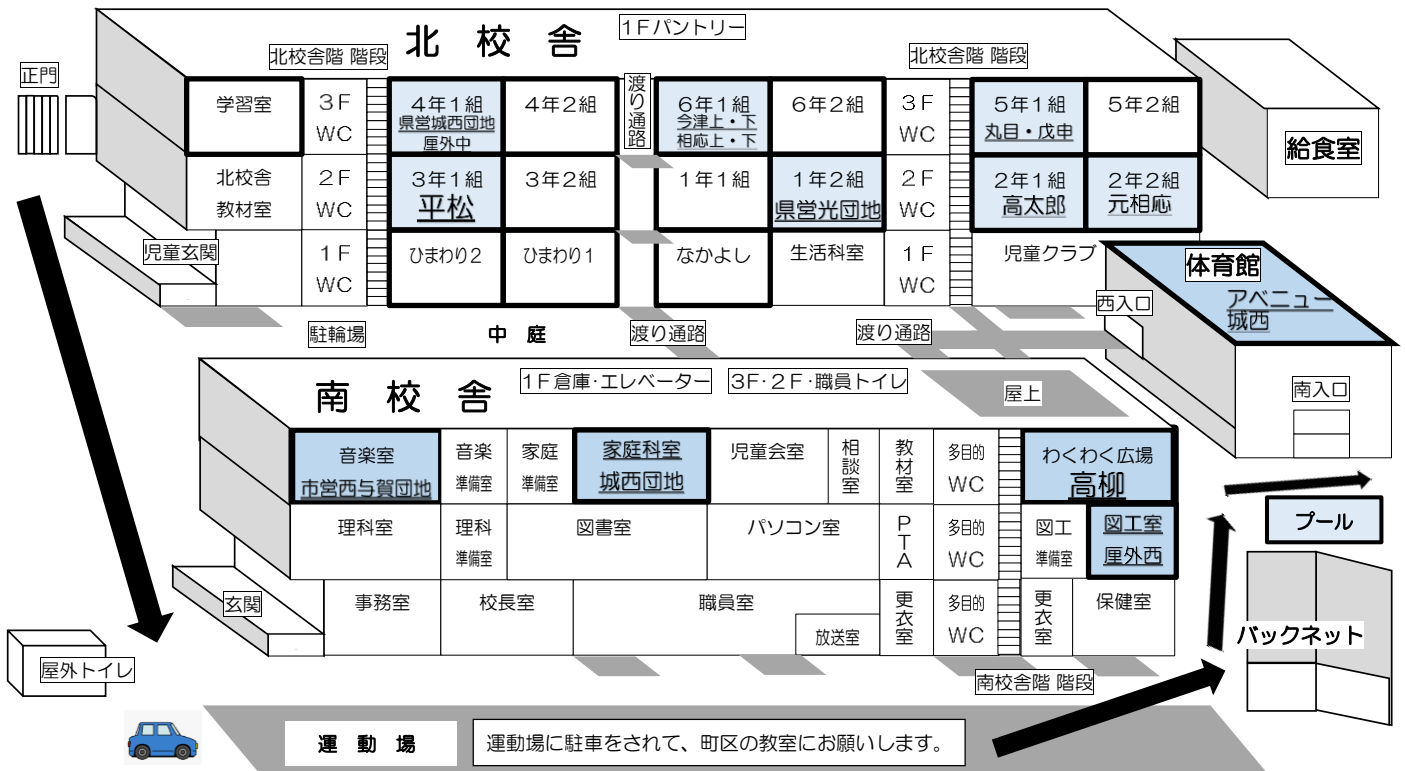 北校舎
１Ｆパントリー
北校舎階 階段
北校舎階 階段
正門
学習室
３Ｆ
ＷＣ
４年１組
県営城西団地
厘外中
４年２組
渡り通路
６年１組
今津上・下
相応上・下
６年２組
３Ｆ
ＷＣ
５年１組
丸目・戊申
５年２組
給食室
北校舎
教材室
２Ｆ
ＷＣ
３年１組
平松
３年２組
１年１組
１年２組
県営光団地
２Ｆ
ＷＣ
２年１組
高太郎
２年２組
元相応
児童玄関
１Ｆ
ＷＣ
ひまわり２
ひまわり１
なかよし
生活科室
１Ｆ
ＷＣ
児童クラブ
体育館
アベニュー
城西
西入口
南入口
駐輪場
中庭
渡り通路
渡り通路
南校舎
１Ｆ倉庫・エレベーター
３Ｆ・２Ｆ・職員トイレ
屋上
音楽室
市営西与賀団地
音楽
準備室
家庭
準備室
家庭科室
城西団地
児童会室
相談室
教材室
多目的
ＷＣ
わくわく広場
高柳
理科室
理科
準備室
図書室
パソコン室
ＰＴＡ
多目的
ＷＣ
図工
準備室
図工室
厘外西
プール
玄関
事務室
校長室
職員室
放送室
更衣室
多目的
ＷＣ
更衣室
保健室
バックネット
屋外トイレ
南校舎階 階段
運動場
運動場に駐車をされて、町区の教室にお願いします。